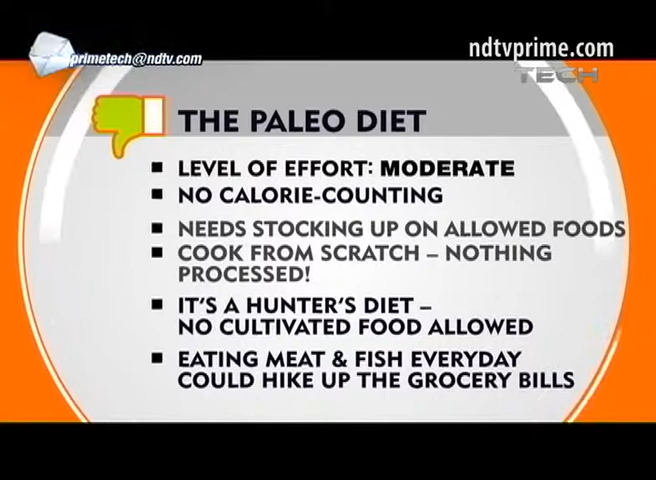 primetech@ndtv.com
ndtvprime.com
TECH
THE PALEO DIET
LEVEL OF EFFORT: MODERATE
NO CALORIE-COUNTING
NEEDS STOCKING UP ON ALLOWED FOODS
COOK FROM SCRATCH – NOTHING
PROCESSED!
IT'S A HUNTER'S DIET –
NO CULTIVATED FOOD ALLOWED
EATING MEAT & FISH EVERYDAY
COULD HIKE UP THE GROCERY BILLS